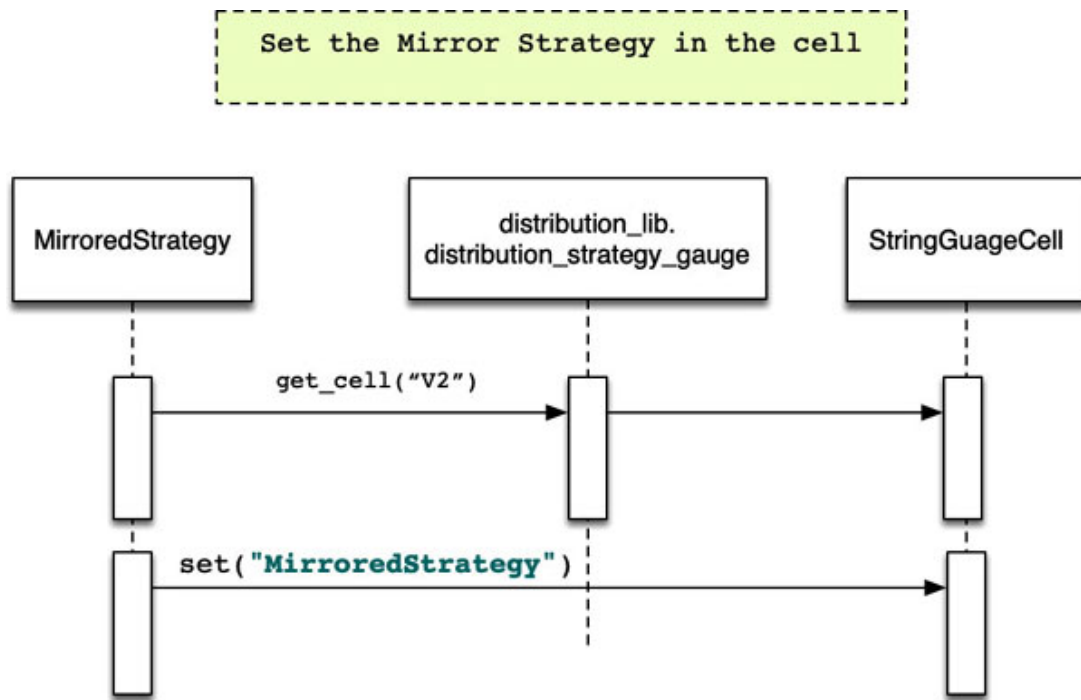 Set the Mirror Strategy in the cell
MirroredStrategy
distribution_lib.
distribution_strategy_gauge
StringGuageCell
get_cell(“V2”)
set("MirroredStrategy")